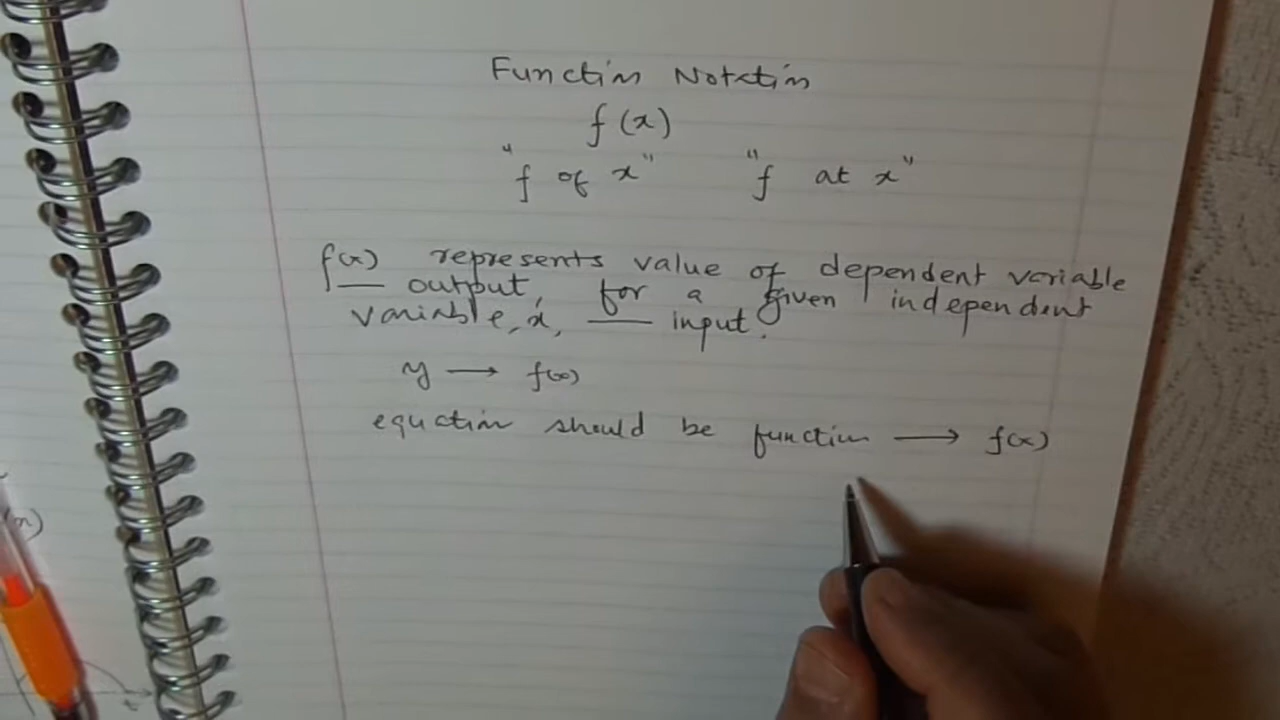 Function Notation
f(x)
"f of x" "f at x"
f(x) represents value of dependent variable
— output, for a given independent
variable, x, — input.
y → f(x)
equation should be function → f(x)
(x)